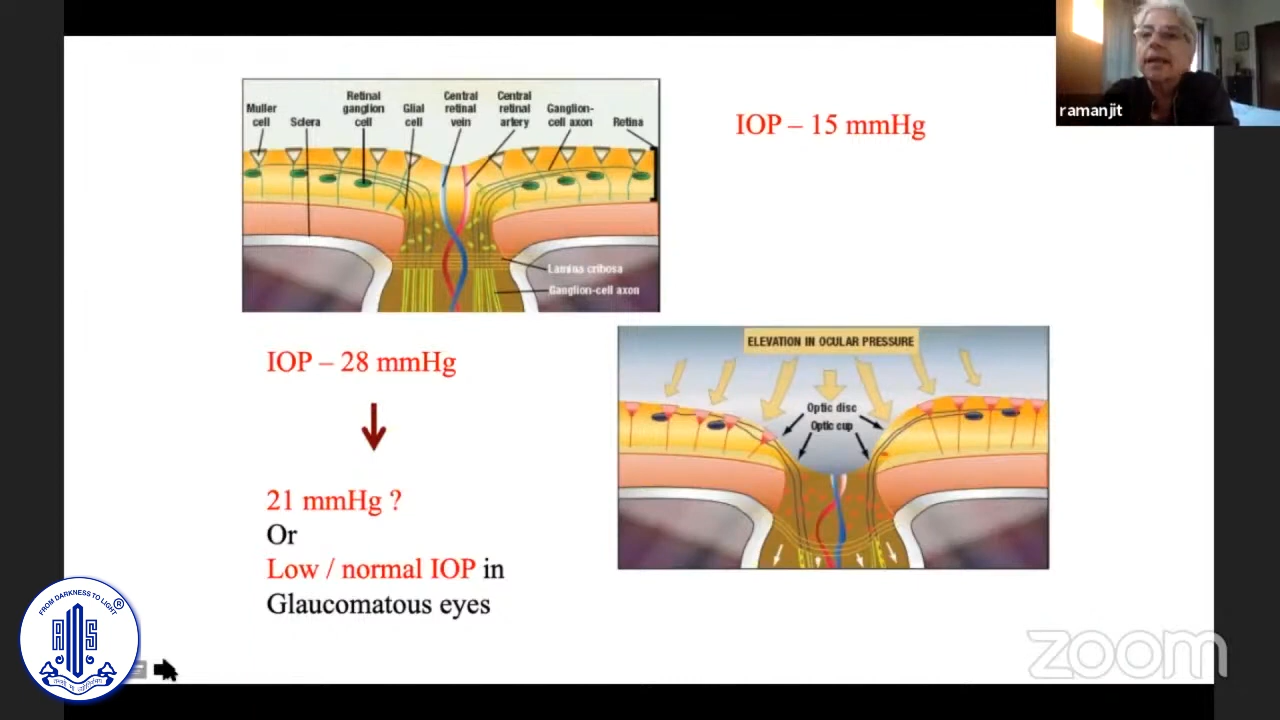 Muller cell
Sclera
Retinal ganglion cell
Glial cell
Central retinal vein
Central retinal artery
Ganglion-cell axon
Retina
Lamina cribosa
Ganglion-cell axon
IOP – 15 mmHg
ramanjit
IOP – 28 mmHg
21 mmHg ?
Or
Low / normal IOP in
Glaucomatous eyes
ELEVATION IN OCULAR PRESSURE
Optic disc
Optic cup
FROM DARKNESS TO LIGHT
®
AIOS
zoom